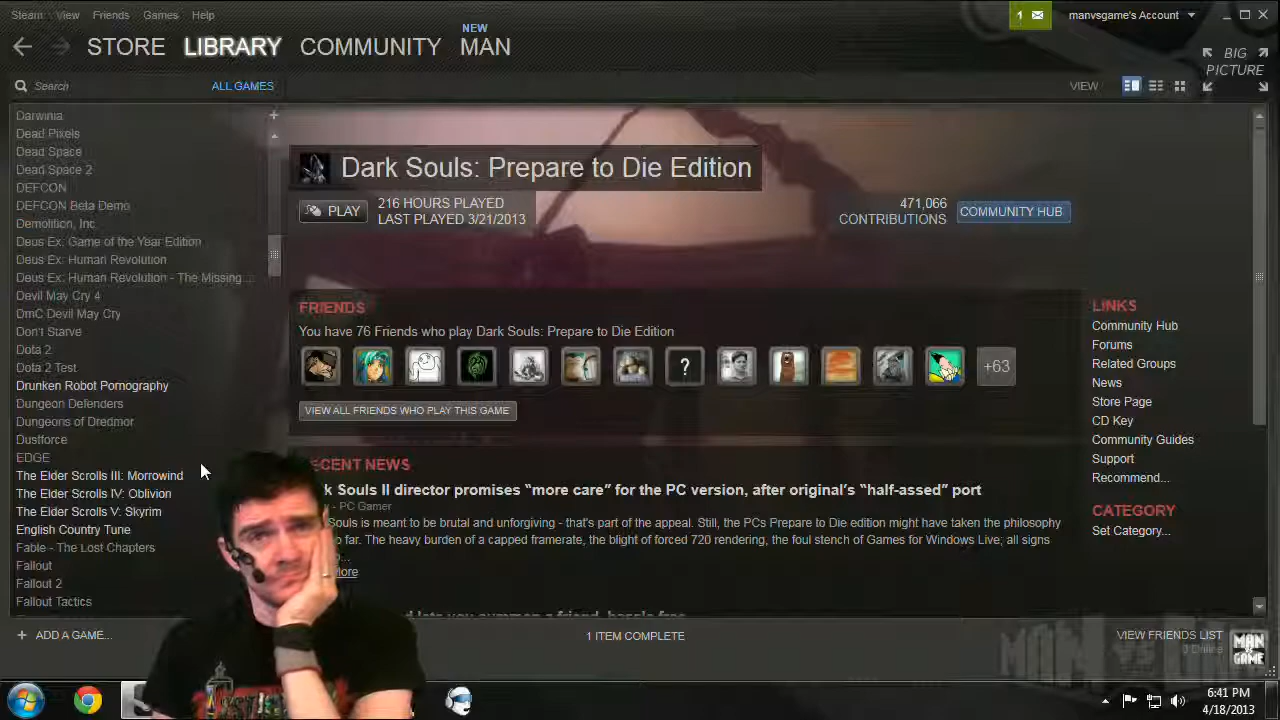 Steam View Friends Games Help
1 manvsgame's Account
NEW
STORE LIBRARY COMMUNITY MAN
BIG PICTURE
Search ALL GAMES
VIEW
Darwinia
Dead Pixels
Dead Space
Dead Space 2
DEFCON
DEFCON Beta Demo
Demolition, Inc.
Deus Ex: Game of the Year Edition
Deus Ex: Human Revolution
Deus Ex: Human Revolution - The Missing...
Devil May Cry 4
DmC Devil May Cry
Don't Starve
Dota 2
Dota 2 Test
Drunken Robot Pornography
Dungeon Defenders
Dungeons of Dredmor
Dustforce
EDGE
The Elder Scrolls III: Morrowind
The Elder Scrolls IV: Oblivion
The Elder Scrolls V: Skyrim
English Country Tune
Fable - The Lost Chapters
Fallout
Fallout 2
Fallout Tactics
+ ADD A GAME...
Dark Souls: Prepare to Die Edition
PLAY
216 HOURS PLAYED
LAST PLAYED 3/21/2013
471,066
CONTRIBUTIONS
COMMUNITY HUB
FRIENDS
You have 76 Friends who play Dark Souls: Prepare to Die Edition
?
+63
VIEW ALL FRIENDS WHO PLAY THIS GAME
RECENT NEWS
k Souls II director promises “more care” for the PC version, after original’s “half-assed” port
- PC Gamer
Souls is meant to be brutal and unforgiving - that's part of the appeal. Still, the PCs Prepare to Die edition might have taken the philosophy
o far. The heavy burden of a capped framerate, the blight of forced 720 rendering, the foul stench of Games for Windows Live; all signs
LINKS
Community Hub
Forums
Related Groups
News
Store Page
CD Key
Community Guides
Support
Recommend...
CATEGORY
Set Category...
1 ITEM COMPLETE
VIEW FRIENDS LIST
Online
MAN VS GAME
6:41 PM
4/18/2013